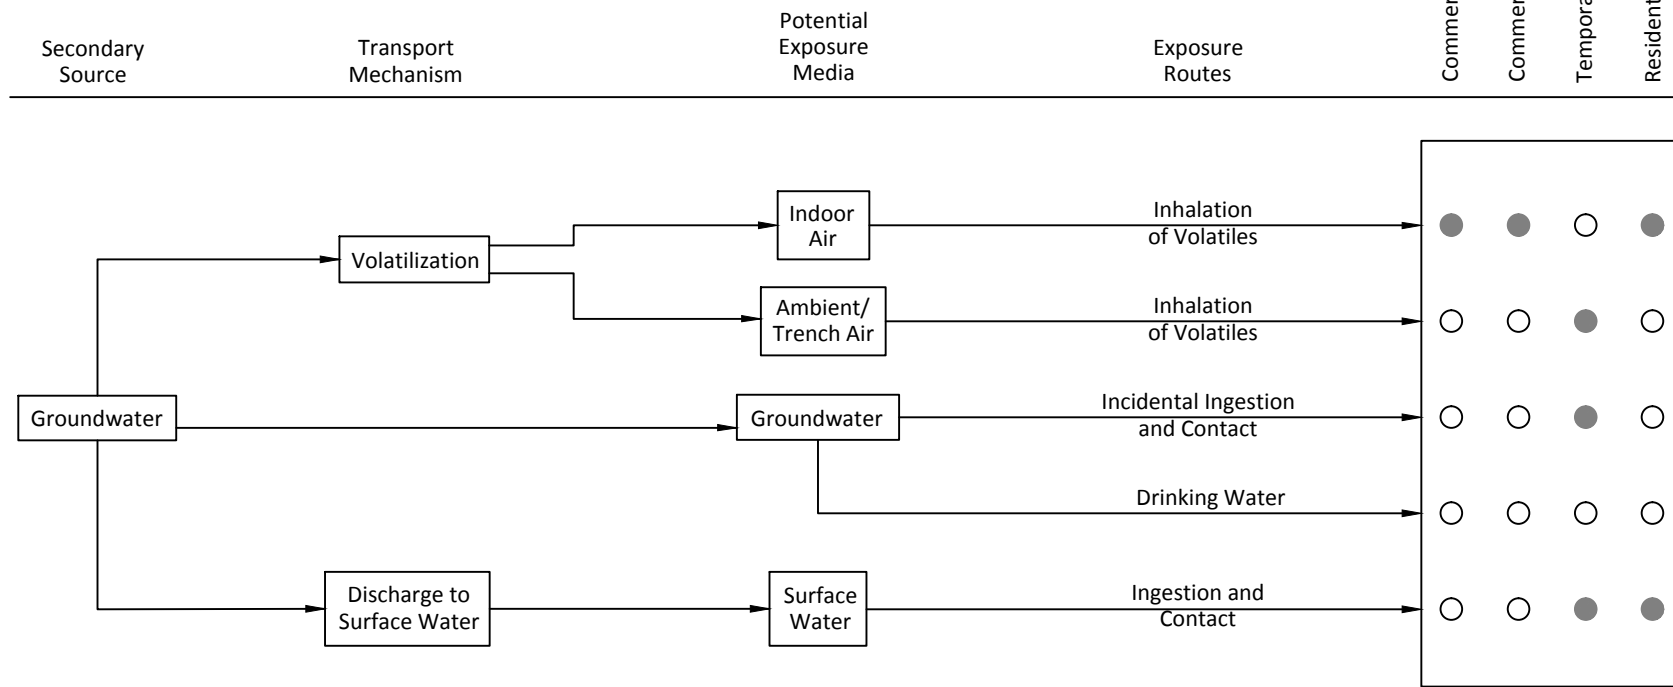 Secondary
Source
Transport
Mechanism
Potential
Exposure
Media
Exposure
Routes
Indoor
Air
Inhalation
of Volatiles
Volatilization
Ambient/
Trench Air
Inhalation
of Volatiles
Groundwater
Groundwater
Incidental Ingestion
and Contact
Drinking Water
Discharge to
Surface Water
Surface
Water
Ingestion and
Contact